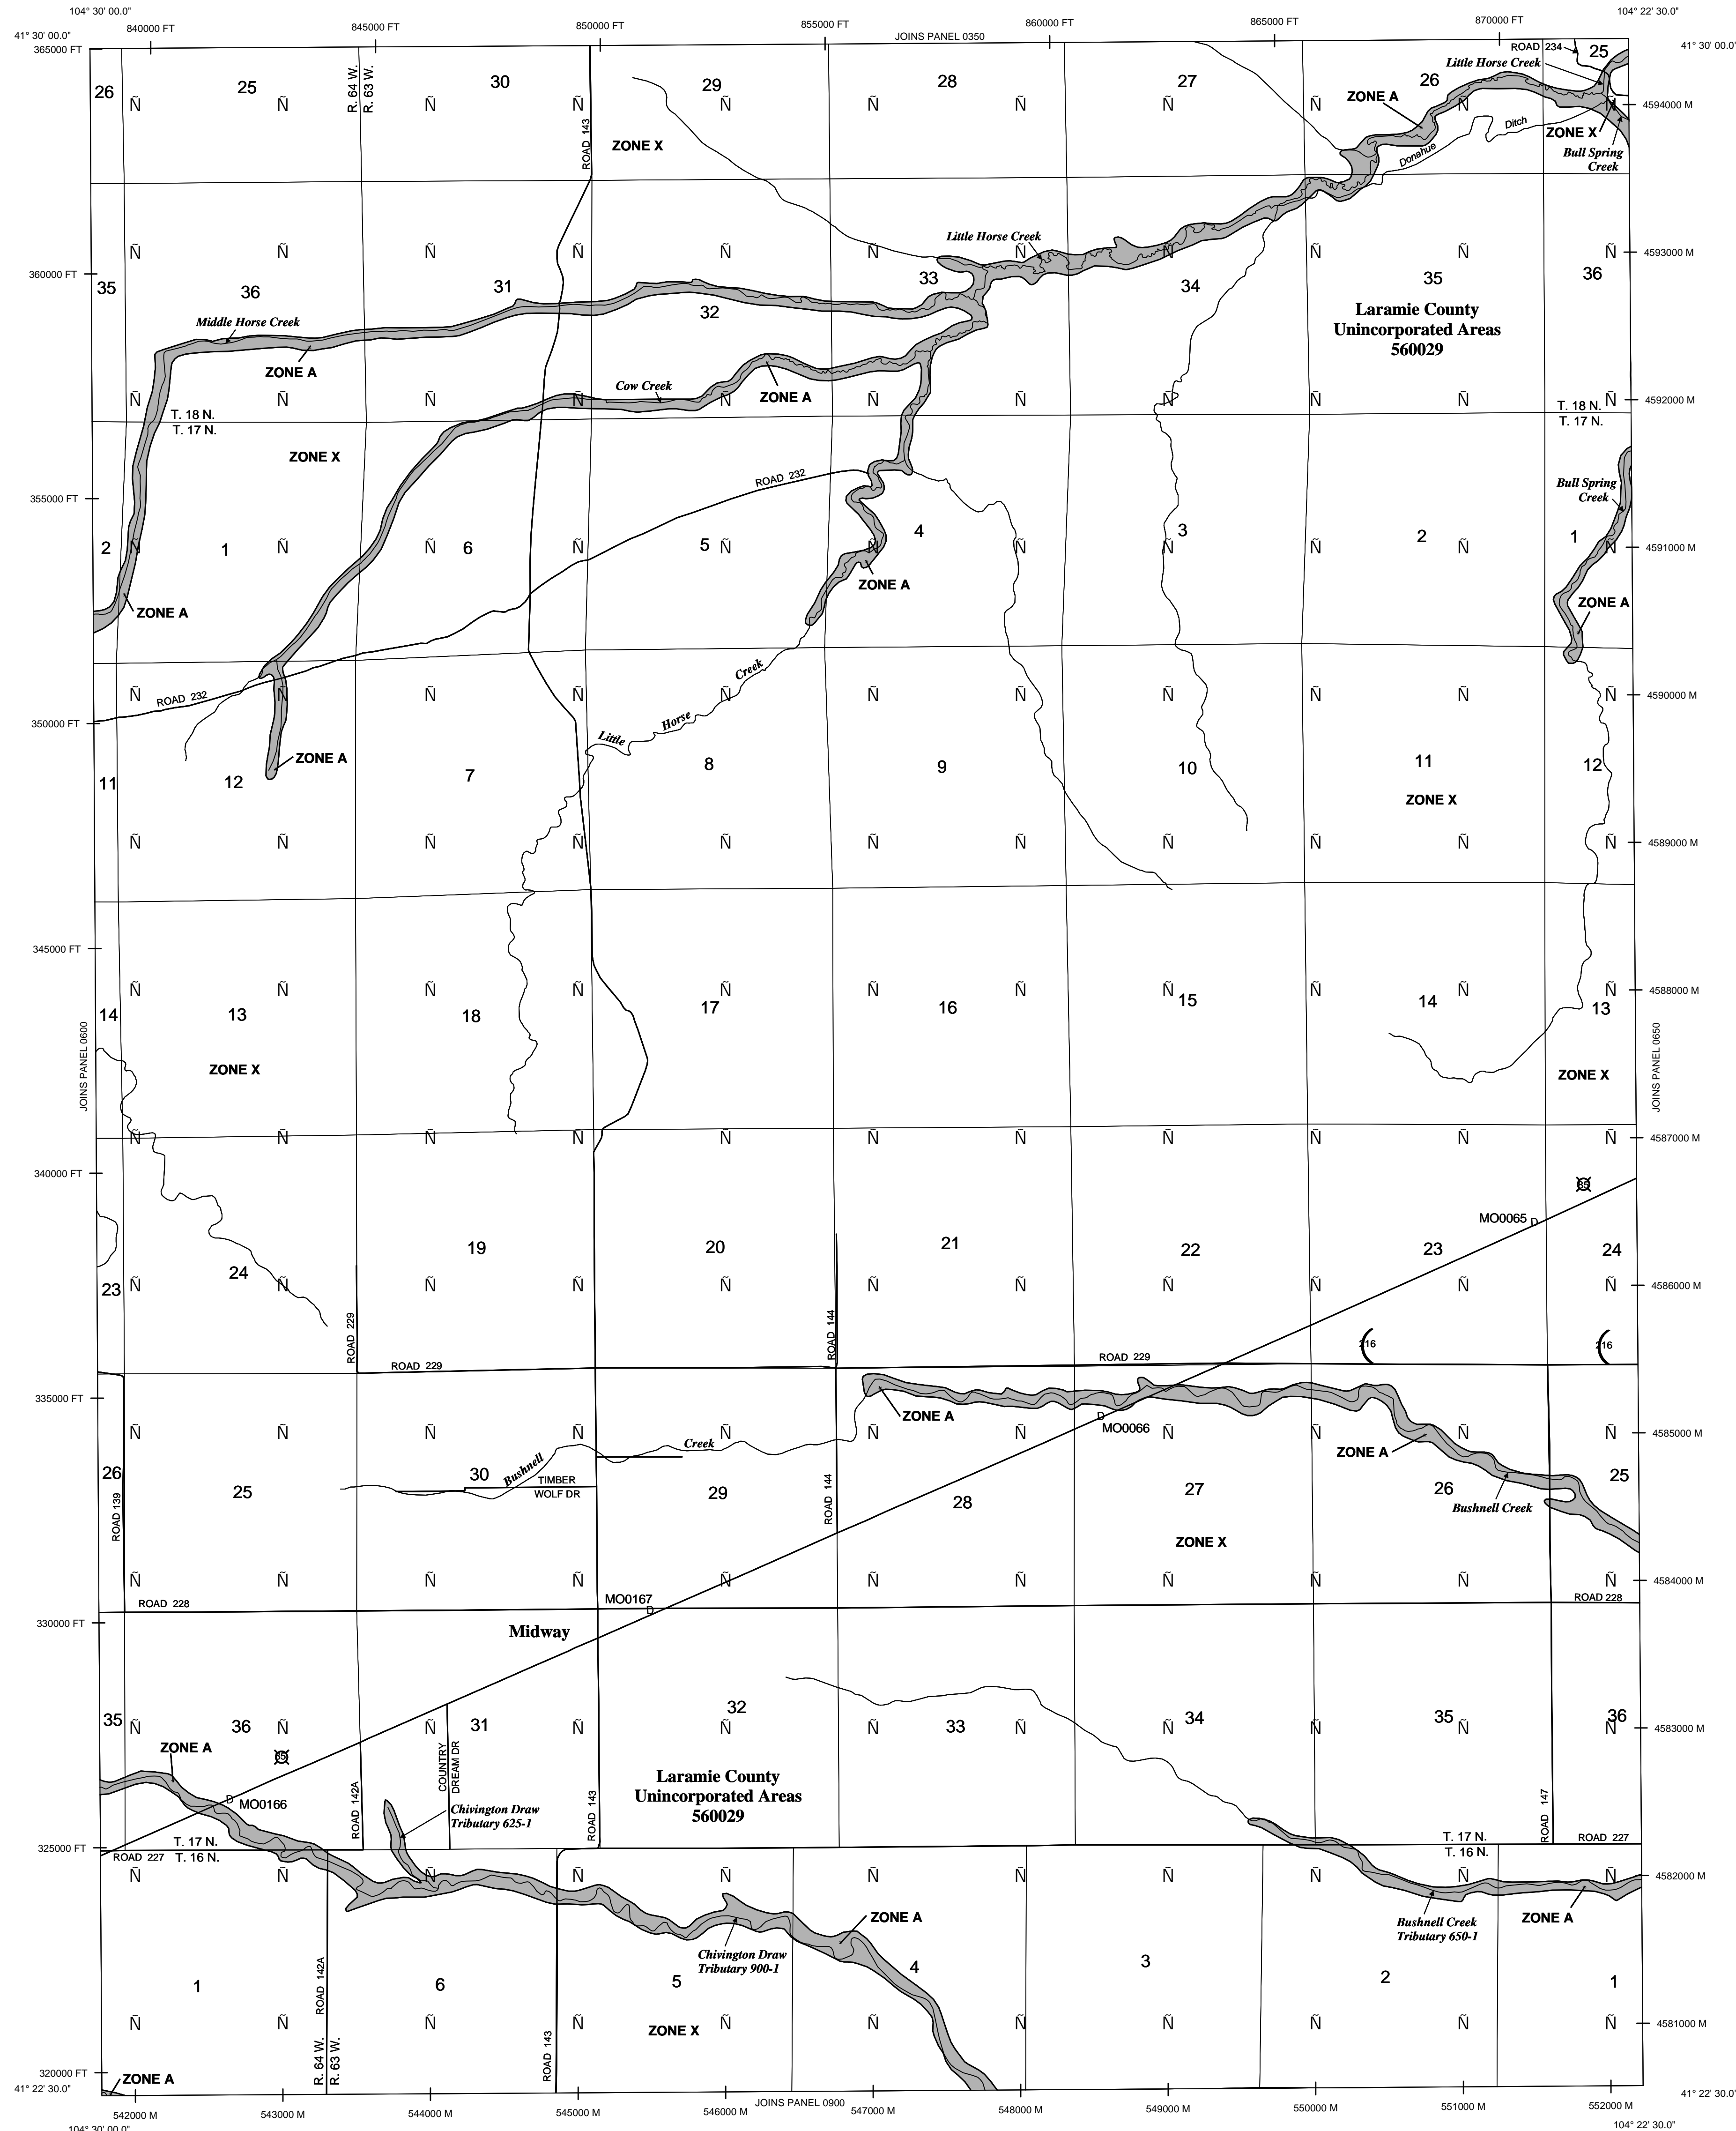 104° 30' 00.0"
104° 22' 30.0"
41° 30' 00.0"
840000 FT
845000 FT
850000 FT
855000 FT
860000 FT
865000 FT
870000 FT
41° 30' 00.0"
JOINS PANEL 0350
365000 FT
ROAD 234
25
Little Horse Creek
26
25
R. 64 W.
R. 63 W.
30
29
28
27
26
ZONE A
Ñ Ñ Ñ Ñ Ñ Ñ Ñ Ñ Ñ Ñ Ñ
4594000 M
ROAD 143
ZONE X
Ditch
Donahue
ZONE X
Bull Spring
Creek
Little Horse Creek
Ñ Ñ Ñ Ñ Ñ Ñ Ñ Ñ Ñ Ñ Ñ
4593000 M
360000 FT
35
36
31
32
33
34
35
36
Laramie County
Unincorporated Areas
560029
Middle Horse Creek
ZONE A
Cow Creek
ZONE A
Ñ Ñ Ñ Ñ Ñ Ñ Ñ Ñ Ñ Ñ Ñ
4592000 M
T. 18 N.
T. 17 N.
T. 18 N.
T. 17 N.
ZONE X
ROAD 232
355000 FT
Bull Spring
Creek
2
1
6
5
4
3
2
1
Ñ Ñ Ñ Ñ Ñ Ñ Ñ Ñ Ñ Ñ Ñ
4591000 M
ZONE A
ZONE A
ZONE A
Little Horse Creek
ROAD 232
Ñ Ñ Ñ Ñ Ñ Ñ Ñ Ñ Ñ Ñ Ñ
4590000 M
350000 FT
ZONE A
11
12
7
8
9
10
11
12
ZONE X
Ñ Ñ Ñ Ñ Ñ Ñ Ñ Ñ Ñ Ñ Ñ
4589000 M
345000 FT
Ñ Ñ Ñ Ñ Ñ Ñ Ñ Ñ Ñ Ñ Ñ
4588000 M
14
13
18
17
16
15
14
13
JOINS PANEL 0600
JOINS PANEL 0650
ZONE X
ZONE X
Ñ Ñ Ñ Ñ Ñ Ñ Ñ Ñ Ñ Ñ Ñ
4587000 M
340000 FT
85
MO0065 D
23
24
19
20
21
22
23
24
Ñ Ñ Ñ Ñ Ñ Ñ Ñ Ñ Ñ Ñ Ñ
4586000 M
ROAD 229
ROAD 144
216
216
ROAD 229
ROAD 229
335000 FT
ZONE A
D
MO0066
Ñ Ñ Ñ Ñ Ñ Ñ Ñ Ñ Ñ Ñ
4585000 M
Bushnell Creek
ZONE A
26
25
30
29
28
27
26
25
TIMBER
WOLF DR
ROAD 139
ROAD 144
Bushnell Creek
ZONE X
Ñ Ñ Ñ Ñ Ñ Ñ Ñ Ñ Ñ Ñ Ñ
4584000 M
ROAD 228
MO0167
D
ROAD 228
330000 FT
Midway
35
36
31
32
33
34
35
36
Ñ Ñ Ñ Ñ Ñ Ñ Ñ Ñ Ñ Ñ Ñ
4583000 M
ZONE A
85
COUNTRY
DREAM DR
Laramie County
Unincorporated Areas
560029
D MO0166
ROAD 142A
Chivington Draw
Tributary 625-1
ROAD 143
ROAD 147
325000 FT
T. 17 N.
T. 16 N.
ROAD 227
T. 17 N.
T. 16 N.
ROAD 227
Ñ Ñ Ñ Ñ Ñ Ñ Ñ Ñ Ñ Ñ
4582000 M
ZONE A
Chivington Draw
Tributary 900-1
Bushnell Creek
Tributary 650-1
ZONE A
1
6
5
4
3
2
1
ROAD 142A
ZONE X
Ñ Ñ Ñ Ñ Ñ Ñ Ñ Ñ Ñ Ñ Ñ
4581000 M
R. 64 W.
R. 63 W.
ROAD 143
320000 FT
ZONE A
41° 22' 30.0"
41° 22' 30.0"
JOINS PANEL 0900
542000 M
543000 M
544000 M
545000 M
546000 M
547000 M
548000 M
549000 M
550000 M
551000 M
552000 M
104° 30' 00.0"
104° 22' 30.0"